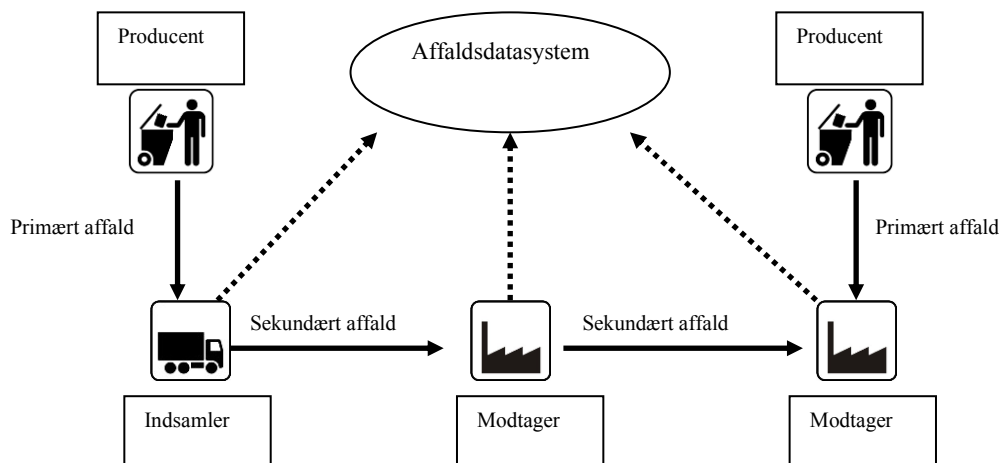 Producent
Affaldsdatasystem
Producent
Primært affald
Primært affald
Sekundært affald
Sekundært affald
Indsamler
Modtager
Modtager